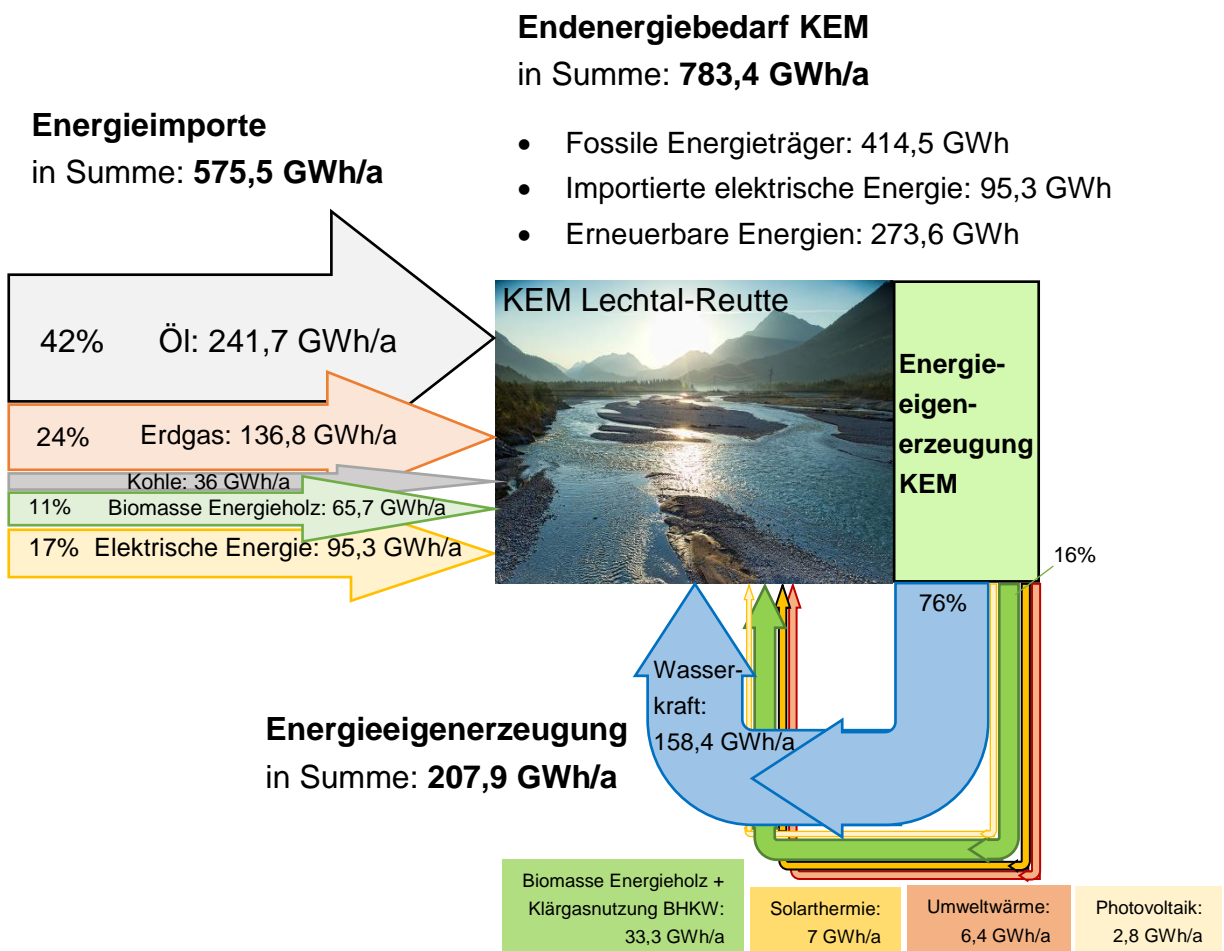 Endenergiebedarf KEM
in Summe: 783,4 GWh/a
• Fossile Energieträger: 414,5 GWh
• Importierte elektrische Energie: 95,3 GWh
• Erneuerbare Energien: 273,6 GWh
Energieimporte
in Summe: 575,5 GWh/a
42% Öl: 241,7 GWh/a
24% Erdgas: 136,8 GWh/a
Kohle: 36 GWh/a
11% Biomasse Energieholz: 65,7 GWh/a
17% Elektrische Energie: 95,3 GWh/a
KEM Lechtal-Reutte
Energie-
eigen-
erzeugung
KEM
16%
76%
Wasser-
kraft:
158,4 GWh/a
Energieeigenerzeugung
in Summe: 207,9 GWh/a
Biomasse Energieholz +
Klärgasnutzung BHKW:
33,3 GWh/a
Solarthermie:
7 GWh/a
Umweltwärme:
6,4 GWh/a
Photovoltaik:
2,8 GWh/a